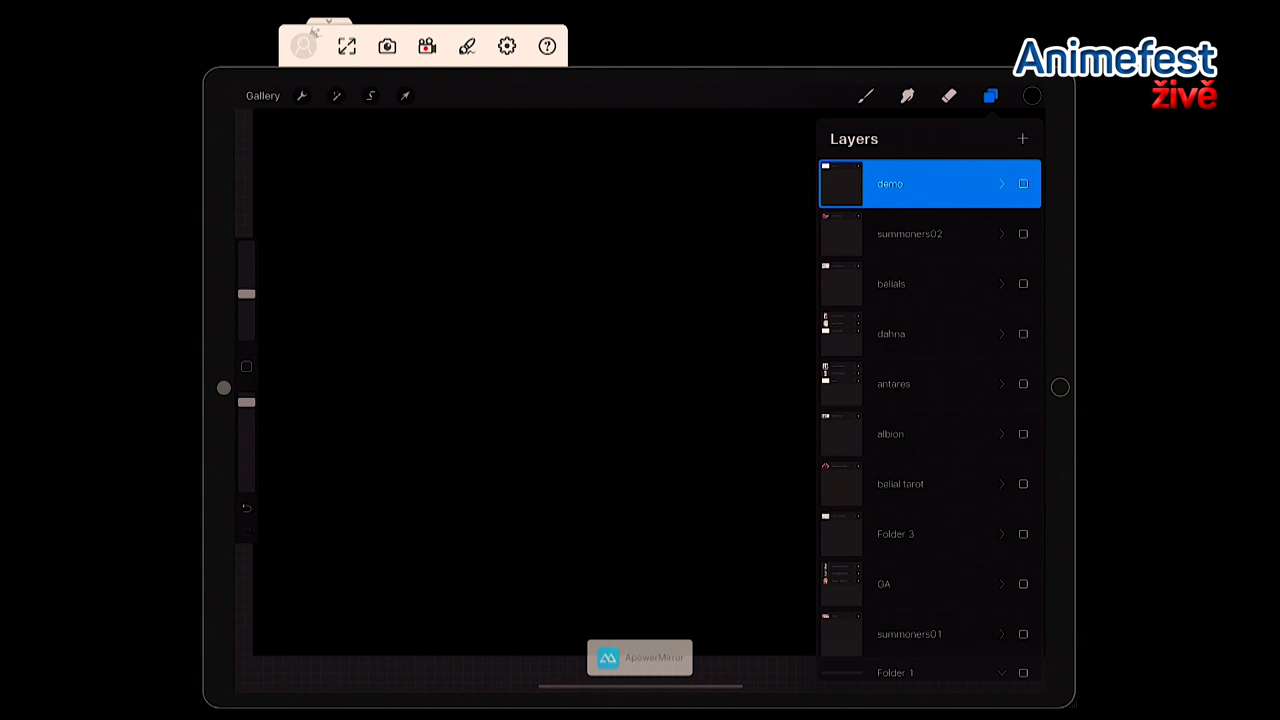 Animefest
živě
Gallery
Layers
demo
summoners02
belials
dahna
antares
albion
belial tarot
Folder 3
GA
summoners01
Folder 1
ApowerMirror